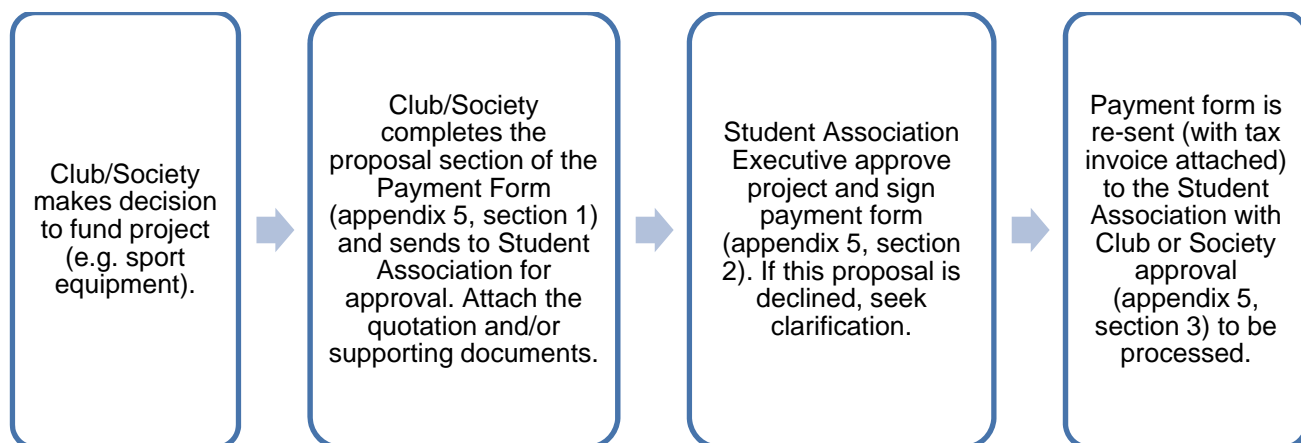 Club/Society
makes decision
to fund project
(e.g. sport
equipment).
Club/Society
completes the
proposal section of the
Payment Form
(appendix 5, section 1)
and sends to Student
Association for
approval. Attach the
quotation and/or
supporting documents.
Student Association
Executive approve
project and sign
payment form
(appendix 5, section
2). If this proposal is
declined, seek
clarification.
Payment form is
re-sent (with tax
invoice attached)
to the Student
Association with
Club or Society
approval
(appendix 5,
section 3) to be
processed.